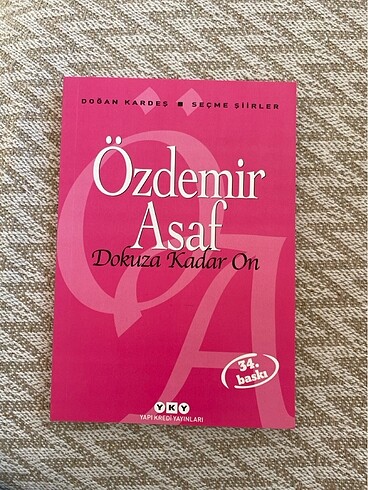 DOĞAN KARDEŞ ■ SEÇME ŞİİRLER
Özdemir
Asaf
Dokuza Kadar On
34.
baskı
YKY
YAPI KREDİ YAYINLARI